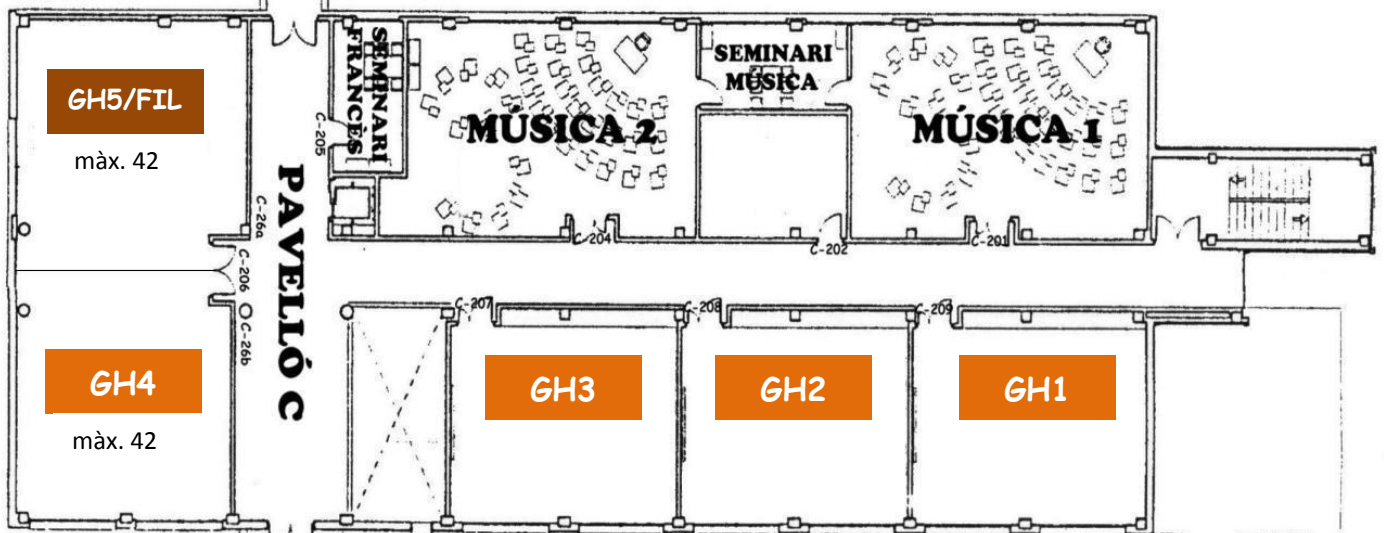 GH5/FIL
màx. 42
C-26a
C-206
C-26b
GH4
màx. 42
PAVELLÓ C
C-205
SEMINARI
FRANCÉS
MÚSICA 2
C-204
SEMINARI
MÚSICA
C-202
MÚSICA 1
C-201
C-207
GH3
C-208
GH2
C-209
GH1